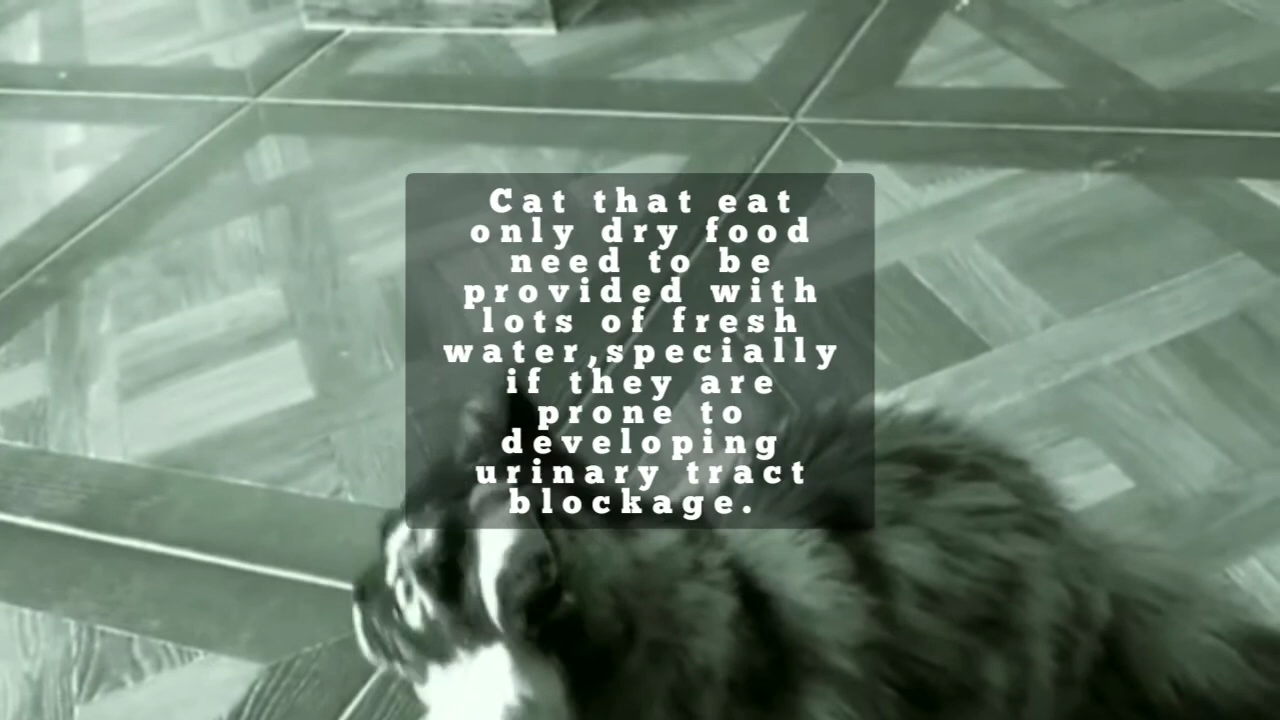 Cat that eat
only dry food
need to be
provided with
lots of fresh
water,specially
if they are
prone to
developing
urinary tract
blockage.